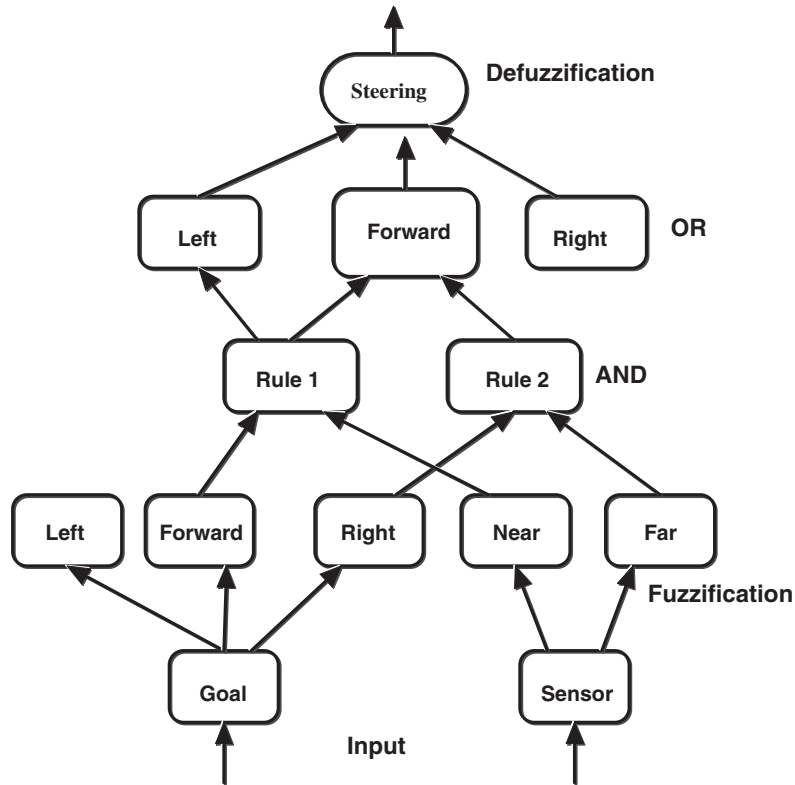 Steering
Defuzzification
Left
Forward
Right
OR
Rule 1
Rule 2
AND
Left
Forward
Right
Near
Far
Fuzzification
Goal
Sensor
Input